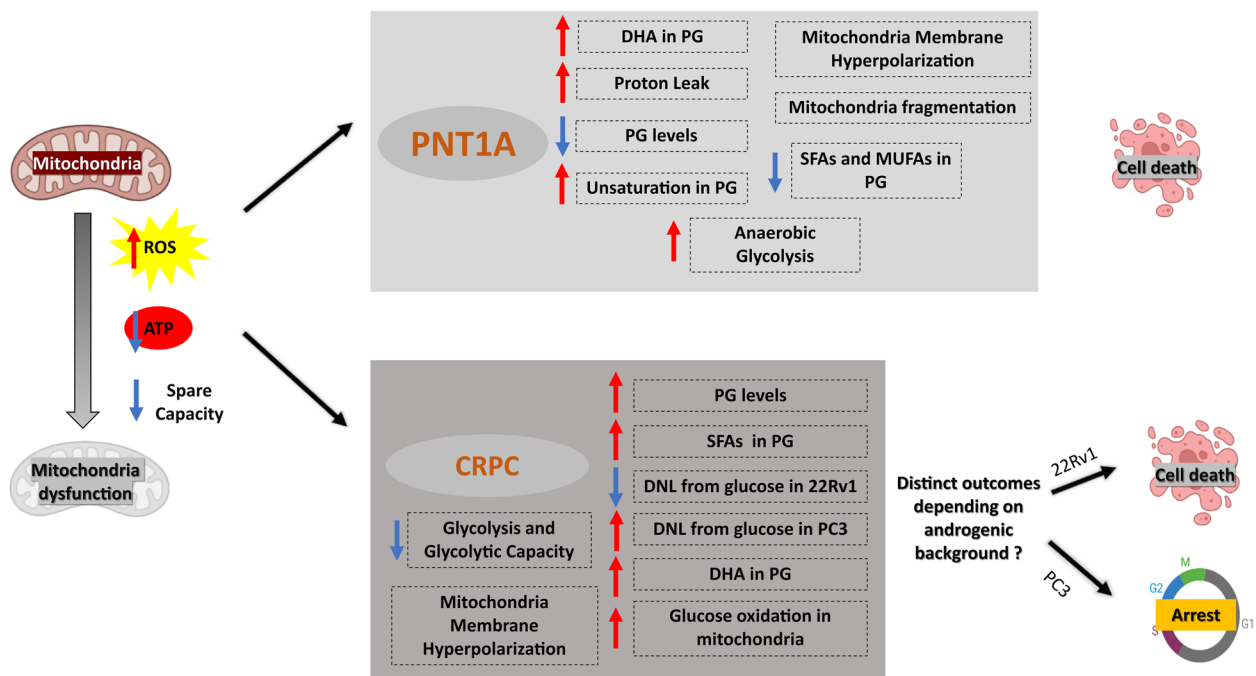 Mitochondria
ROS
ATP
Spare
Capacity
Mitochondria
dysfunction
PNT1A
DHA in PG
Proton Leak
PG levels
Unsaturation in PG
Mitochondria Membrane
Hyperpolarization
Mitochondria fragmentation
SFAs and MUFAs in
PG
Anaerobic
Glycolysis
Cell death
CRPC
Glycolysis and
Glycolytic Capacity
Mitochondria
Membrane
Hyperpolarization
PG levels
SFAs in PG
DNL from glucose in 22Rv1
DNL from glucose in PC3
DHA in PG
Glucose oxidation in
mitochondria
Distinct outcomes
depending on
androgenic
background ?
22Rv1
Cell death
PC3
M
G2
Arrest
S
G1